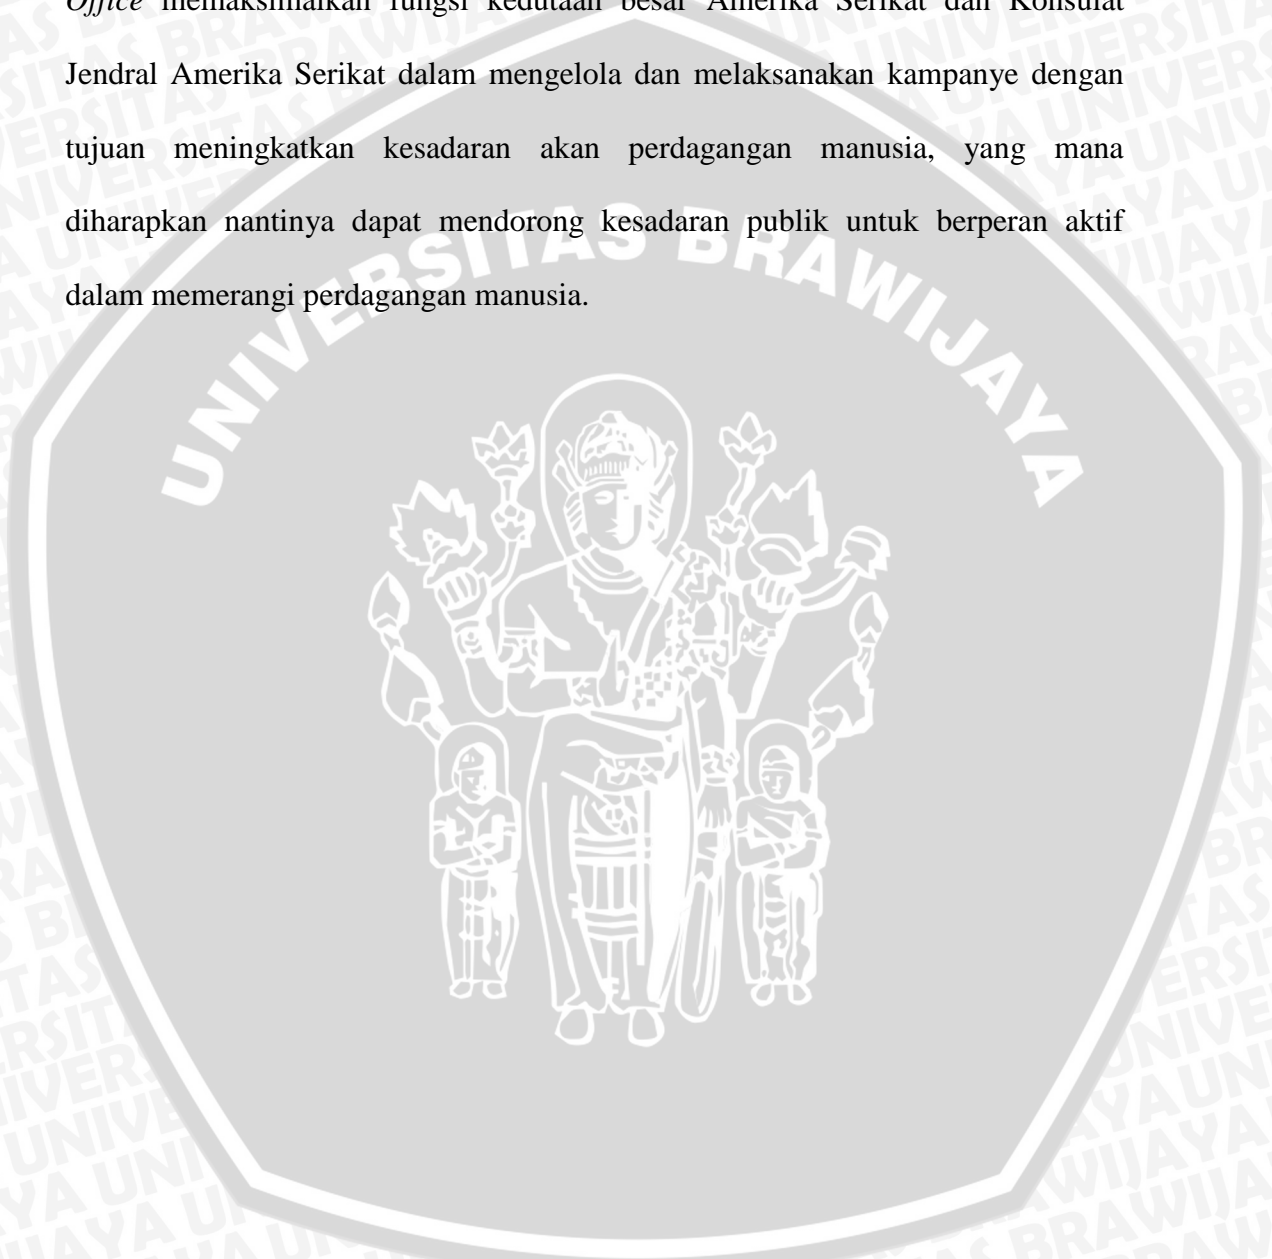 Office memaksimalkan fungsi kedutaan besar Amerika Serikat dan Konsulat
Jendral Amerika Serikat dalam mengelola dan melaksanakan kampanye dengan
tujuan meningkatkan kesadaran akan perdagangan manusia, yang mana
diharapkan nantinya dapat mendorong kesadaran publik untuk berperan aktif
dalam memerangi perdagangan manusia.
UNIVERSITAS BRAWIJAYA